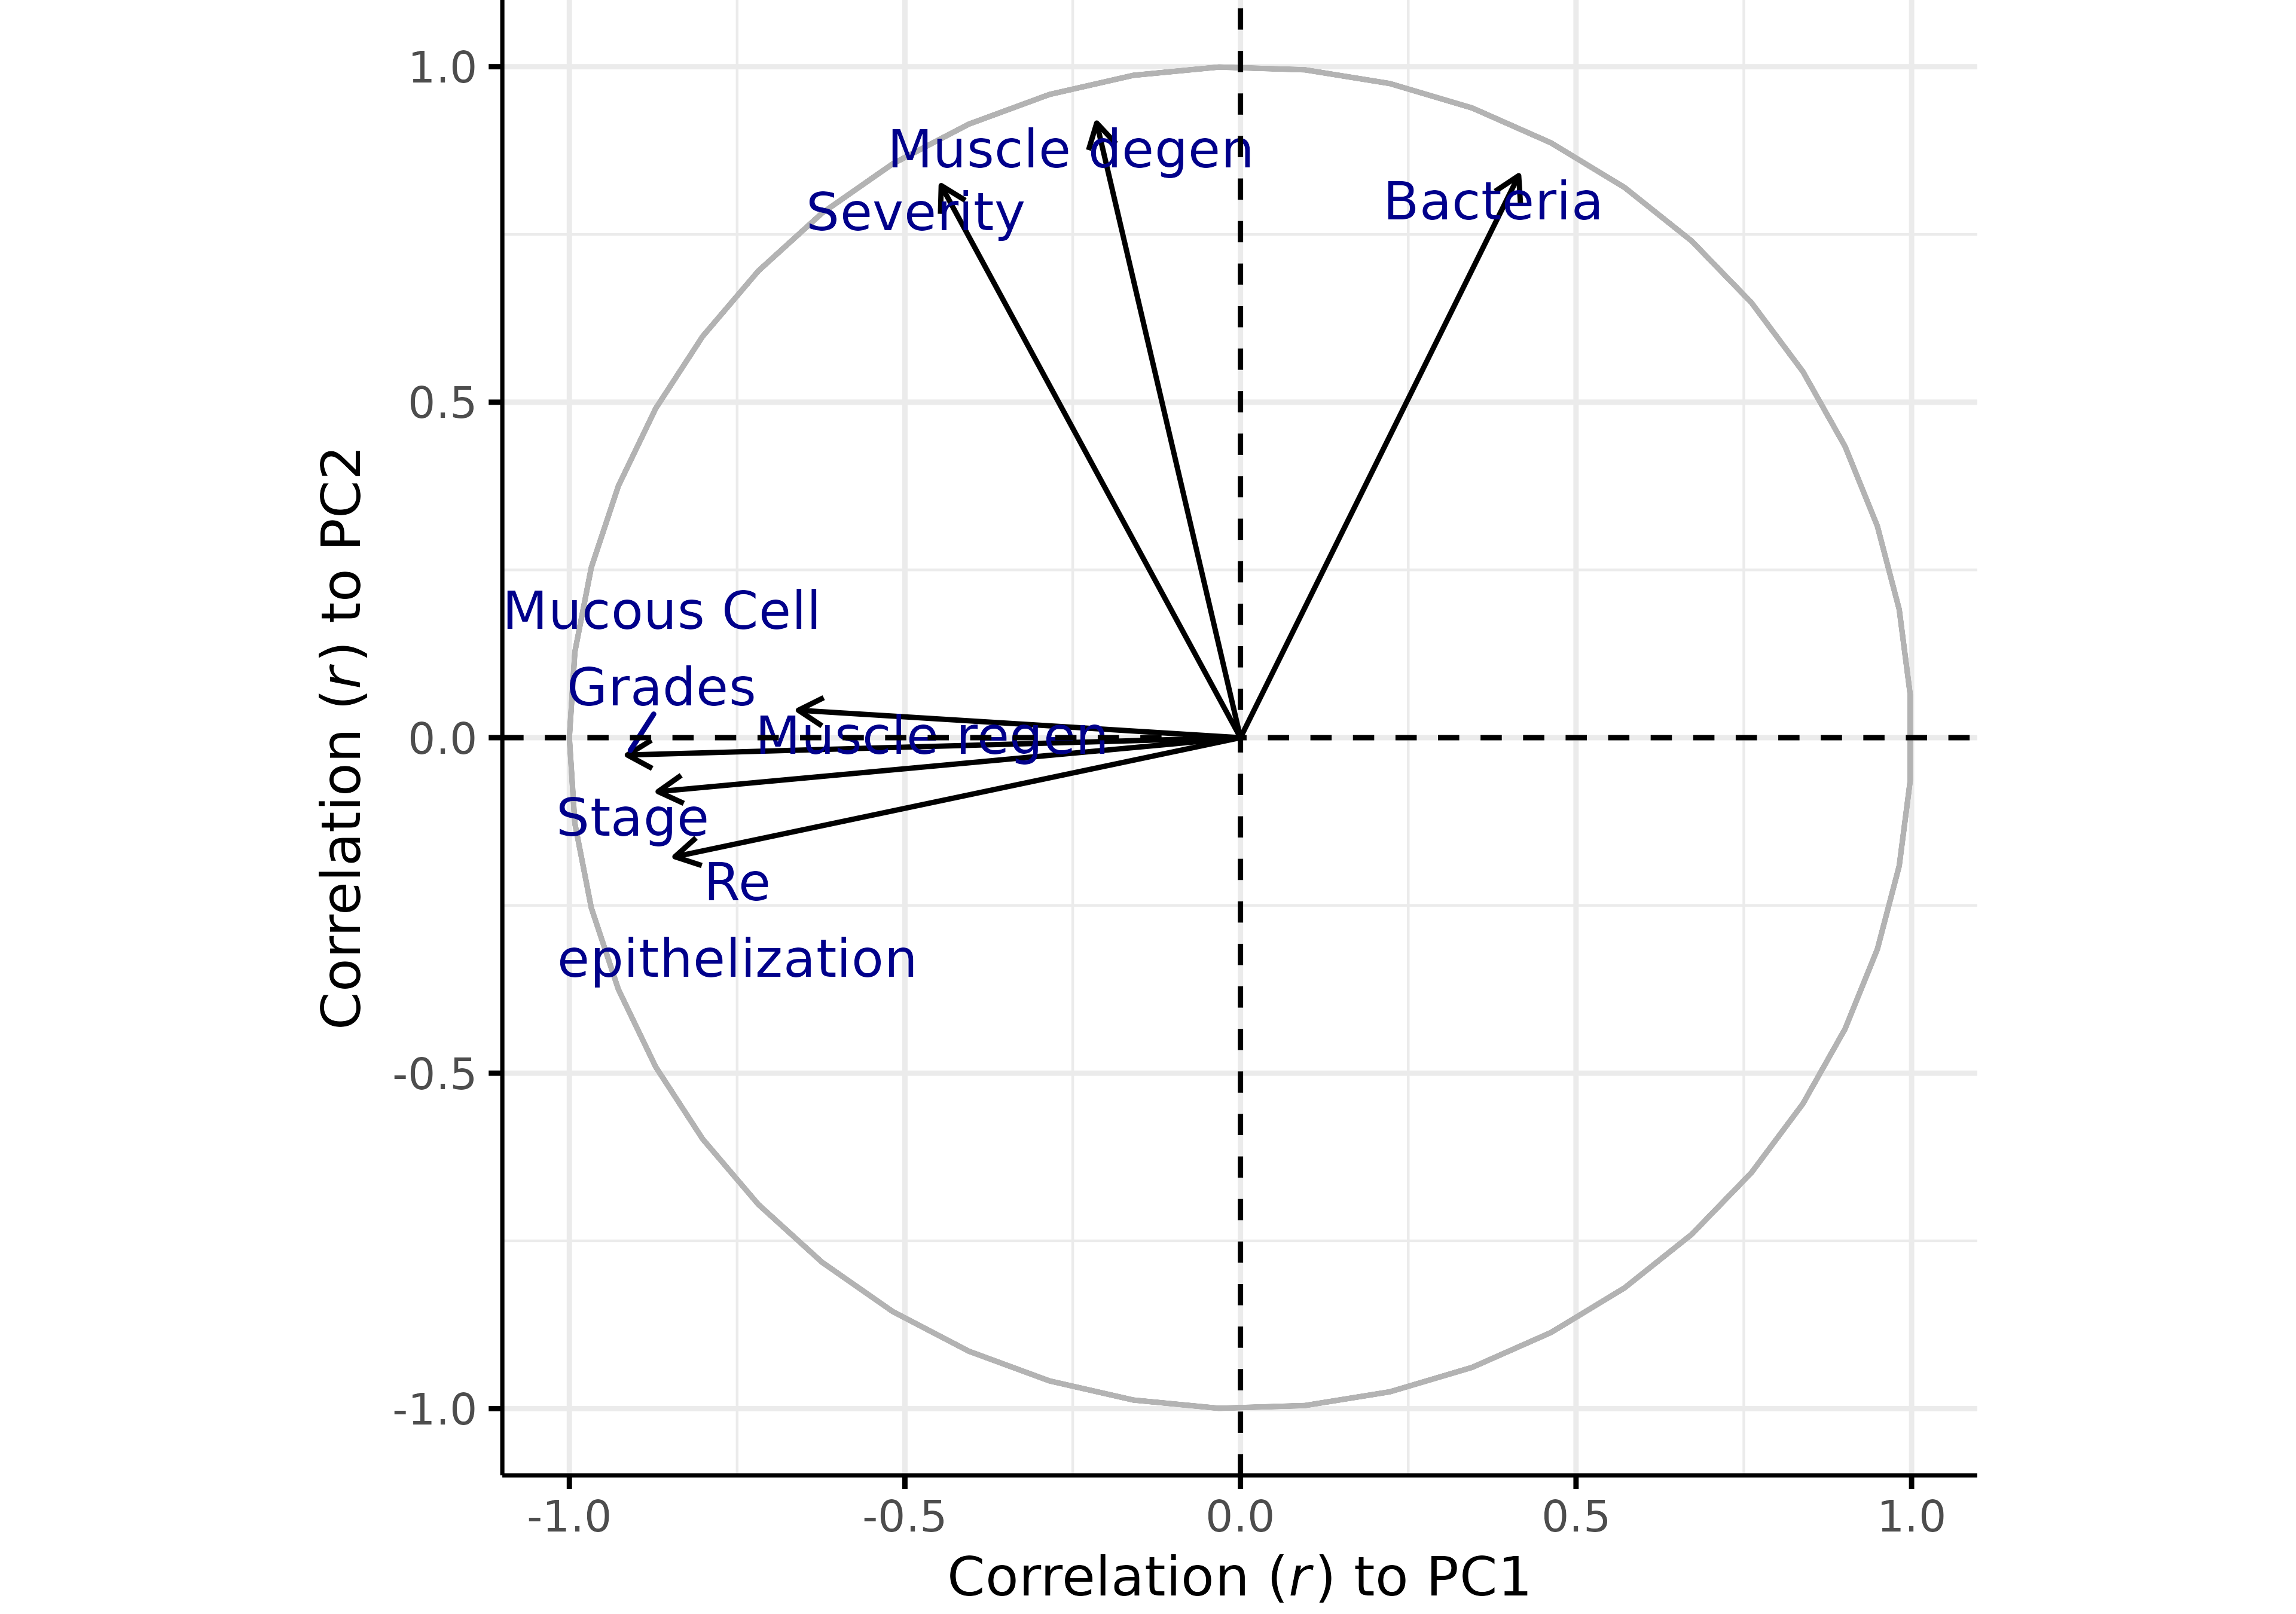 1.0
0.5
0.0
-0.5
-1.0
Correlation (r) to PC2
Muscle degen
Severity
Bacteria
Mucous Cell
Grades
Muscle regen
Stage
Re
epithelization
-1.0
-0.5
0.0
0.5
1.0
Correlation (r) to PC1